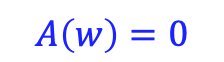 A(w) = 0